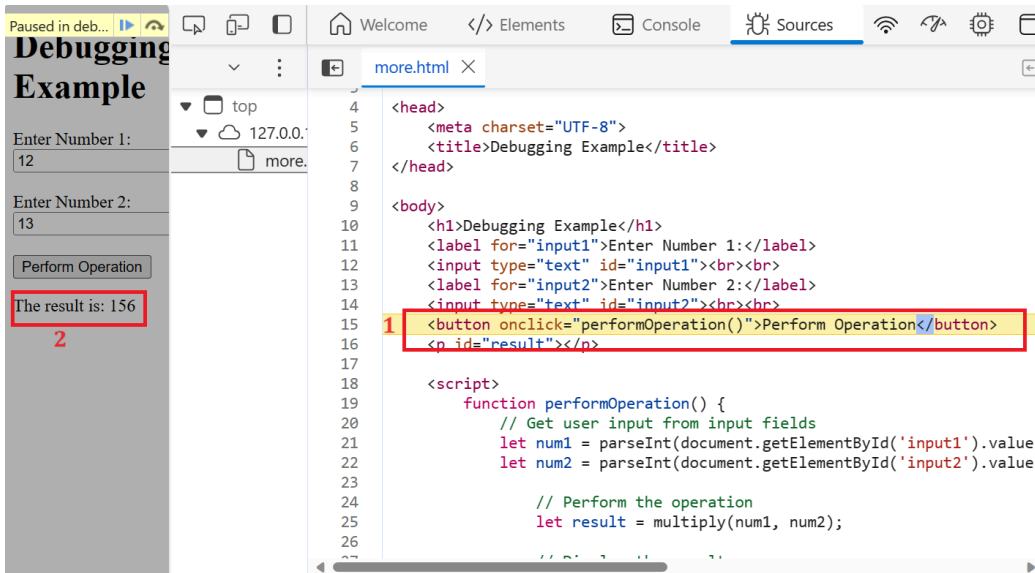 Paused in deb...
Debugging
Example
Enter Number 1:
12
Enter Number 2:
13
Perform Operation
The result is: 156
2
Welcome
</> Elements
Console
Sources
more.html
top
127.0.0.1
more.
4 <head>
5 <meta charset="UTF-8">
6 <title>Debugging Example</title>
7 </head>
8
9 <body>
10 <h1>Debugging Example</h1>
11 <label for="input1">Enter Number 1:</label>
12 <input type="text" id="input1"><br><br>
13 <label for="input2">Enter Number 2:</label>
14 <input type="text" id="input2"><br><br>
15 1 <button onclick="performOperation()">Perform Operation</button>
16 <p id="result"></p>
17
18 <script>
19 function performOperation() {
20 // Get user input from input fields
21 let num1 = parseInt(document.getElementById('input1').value
22 let num2 = parseInt(document.getElementById('input2').value
23
24 // Perform the operation
25 let result = multiply(num1, num2);
26